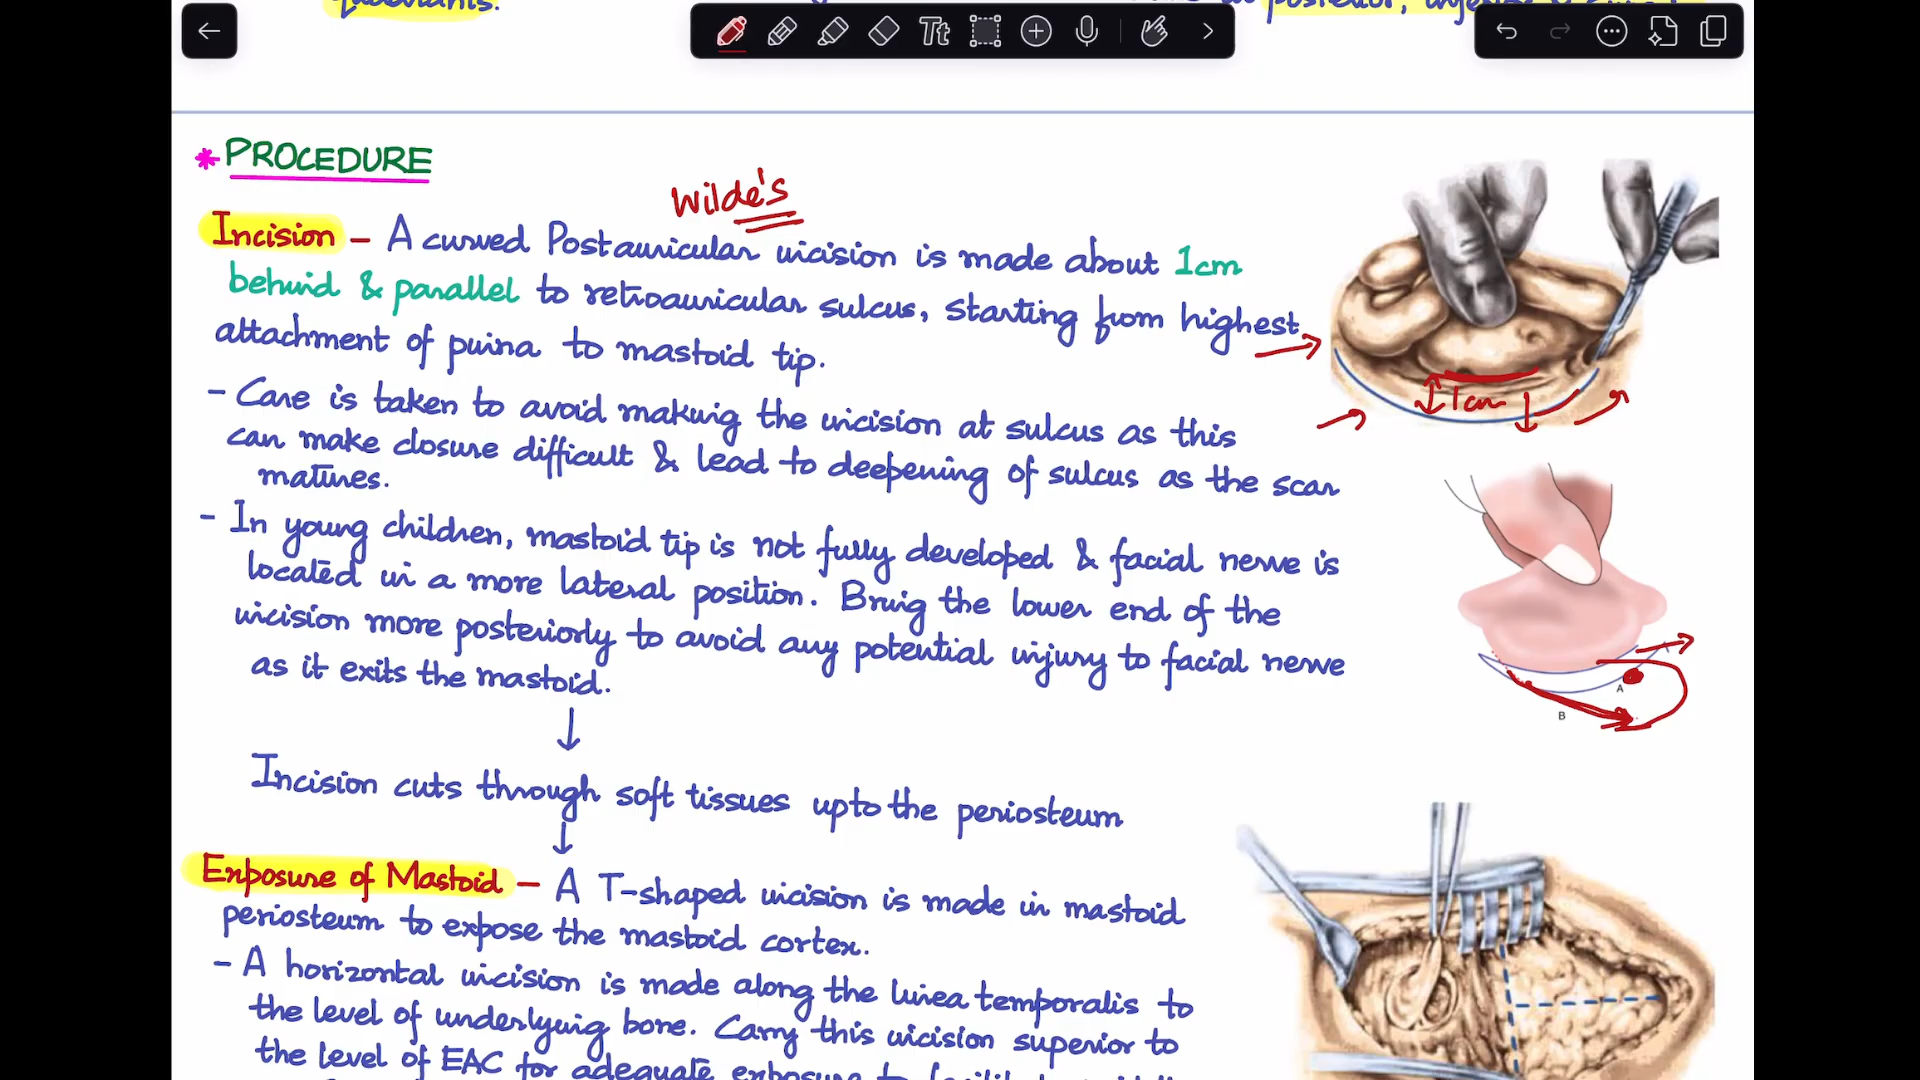 quadrants.
posterior,
Tt
* PROCEDURE
Wilde's
Incision - A curved Postauricular incision is made about 1cm
behind & parallel to retroauricular sulcus, starting from highest
attachment of pinna to mastoid tip.
1cm
- Care is taken to avoid making the incision at sulcus as this
can make closure difficult & lead to deepening of sulcus as the scar
matures.
- In young children, mastoid tip is not fully developed & facial nerve is
located in a more lateral position. Bring the lower end of the
incision more posteriorly to avoid any potential injury to facial nerve
as it exits the mastoid.
A
B
↓
Incision cuts through soft tissues upto the periosteum
↓
Exposure of Mastoid - A T-shaped incision is made in mastoid
periosteum to expose the mastoid cortex.
- A horizontal incision is made along the linea temporalis to
the level of underlying bone. Carry this incision superior to
the level of EAC for adequate exposure to